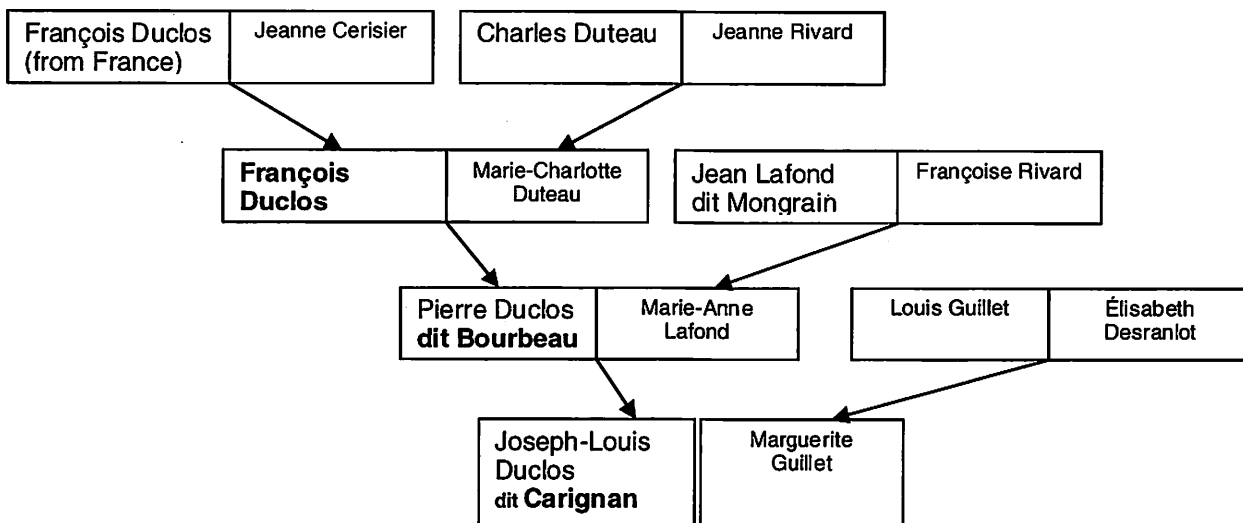 François Duclos
(from France)
Jeanne Cerisier
Charles Duteau
Jeanne Rivard
François
Duclos
Marie-Charlotte
Duteau
Jean Lafond
dit Mongrain
Françoise Rivard
Pierre Duclos
dit Bourbeau
Marie-Anne
Lafond
Louis Guillet
Élisabeth
Desranlot
Joseph-Louis
Duclos
dit Carignan
Marguerite
Guillet